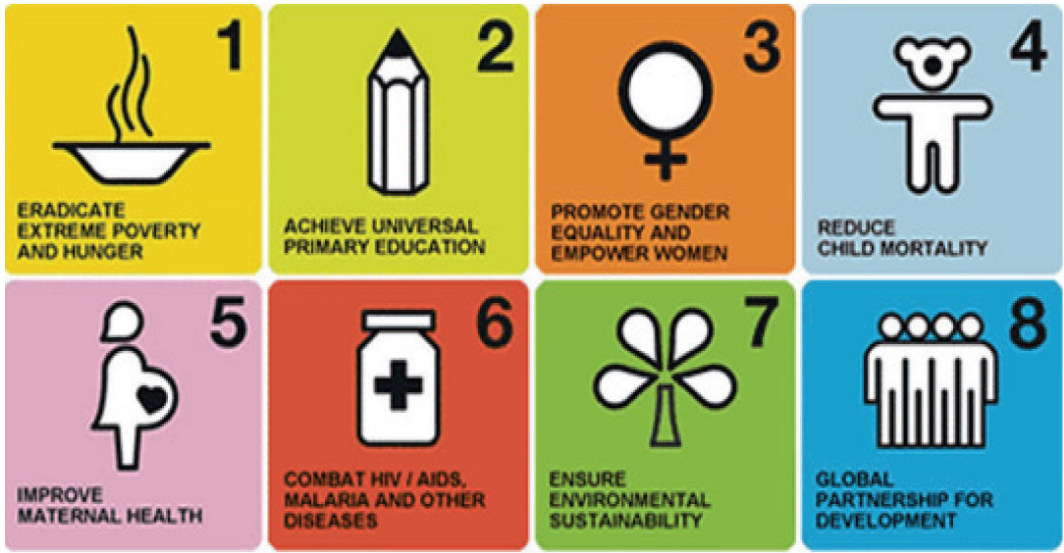 1
ERADICATE
EXTREME POVERTY
AND HUNGER
2
ACHIEVE UNIVERSAL
PRIMARY EDUCATION
3
PROMOTE GENDER
EQUALITY AND
EMPOWER WOMEN
4
REDUCE
CHILD MORTALITY
5
IMPROVE
MATERNAL HEALTH
6
COMBAT HIV / AIDS,
MALARIA AND OTHER
DISEASES
7
ENSURE
ENVIRONMENTAL
SUSTAINABILITY
8
GLOBAL
PARTNERSHIP FOR
DEVELOPMENT